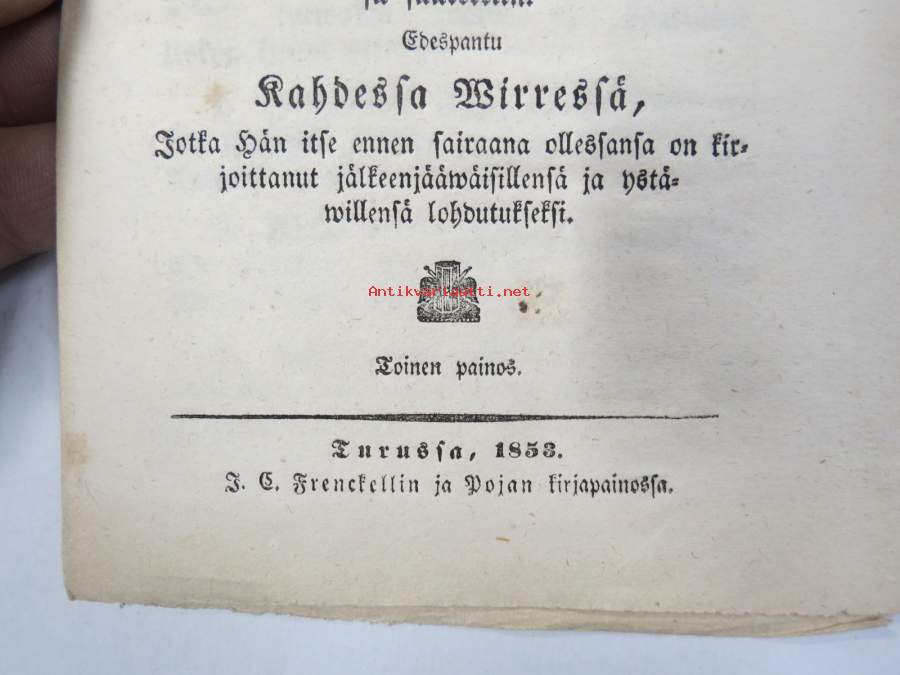 Edespantu
Kahdessa Wirressä,
Jotka Hän itse ennen sairaana ollessansa on kir-
joittanut jälkeenjääwäisillensä ja ystä-
willensä lohdutukseksi.
Antikvariaatti.net
Toinen painos.
Turussa, 1853.
J. C. Frenckellin ja Pojan kirjapainossa.